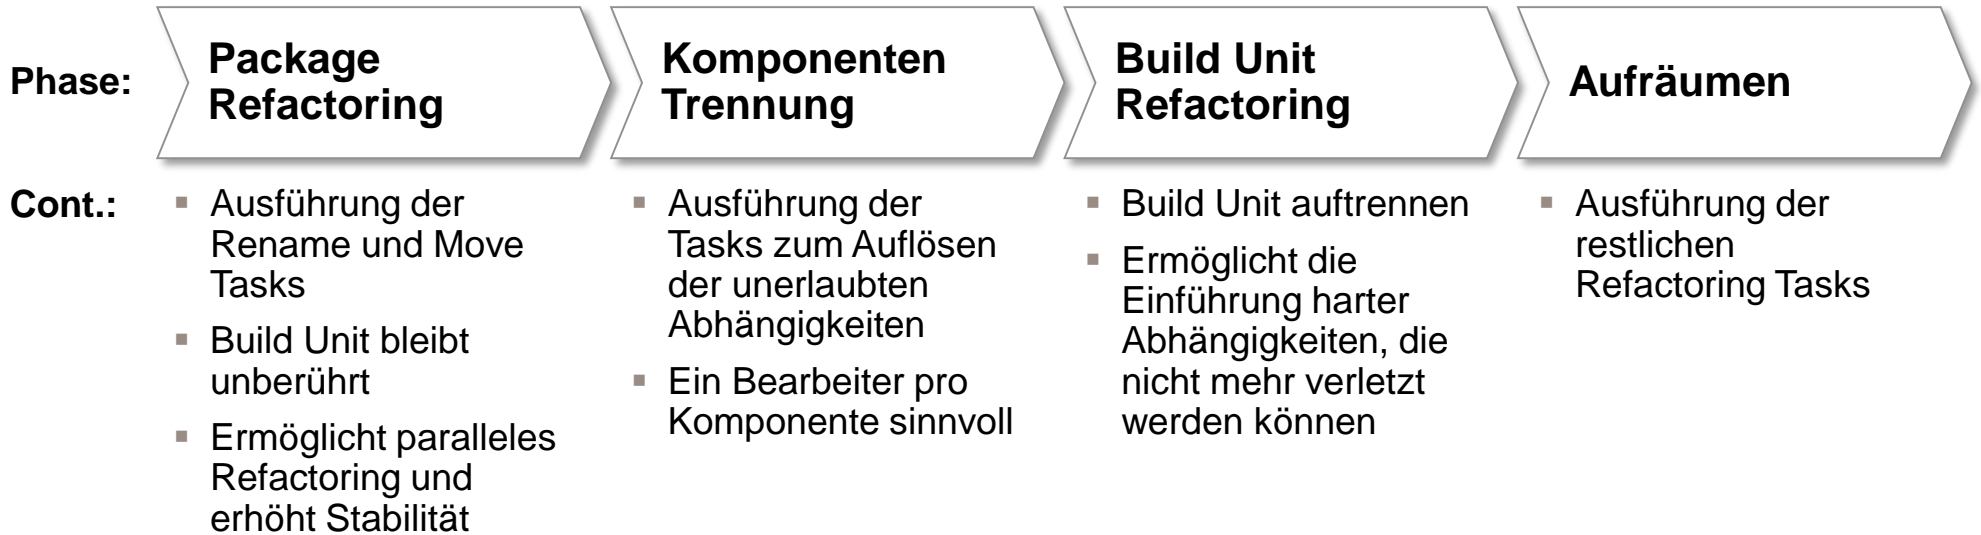 Phase:
Package
Refactoring
Komponenten
Trennung
Build Unit
Refactoring
Aufräumen
Cont.:
Ausführung der
Rename und Move
Tasks
Build Unit bleibt
unberührt
Ermöglicht paralleles
Refactoring und
erhöht Stabilität
Ausführung der
Tasks zum Auflösen
der unerlaubten
Abhängigkeiten
Ein Bearbeiter pro
Komponente sinnvoll
Build Unit auftrennen
Ermöglicht die
Einführung harter
Abhängigkeiten, die
nicht mehr verletzt
werden können
Ausführung der
restlichen
Refactoring Tasks